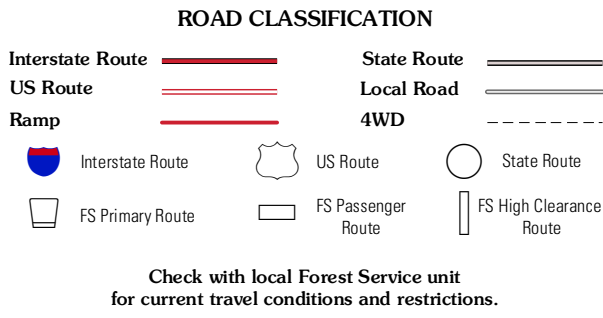 ROAD CLASSIFICATION
Interstate Route
State Route
US Route
Local Road
Ramp
4WD
Interstate Route
US Route
State Route
FS Primary Route
FS Passenger
Route
FS High Clearance
Route
Check with local Forest Service unit
for current travel conditions and restrictions.